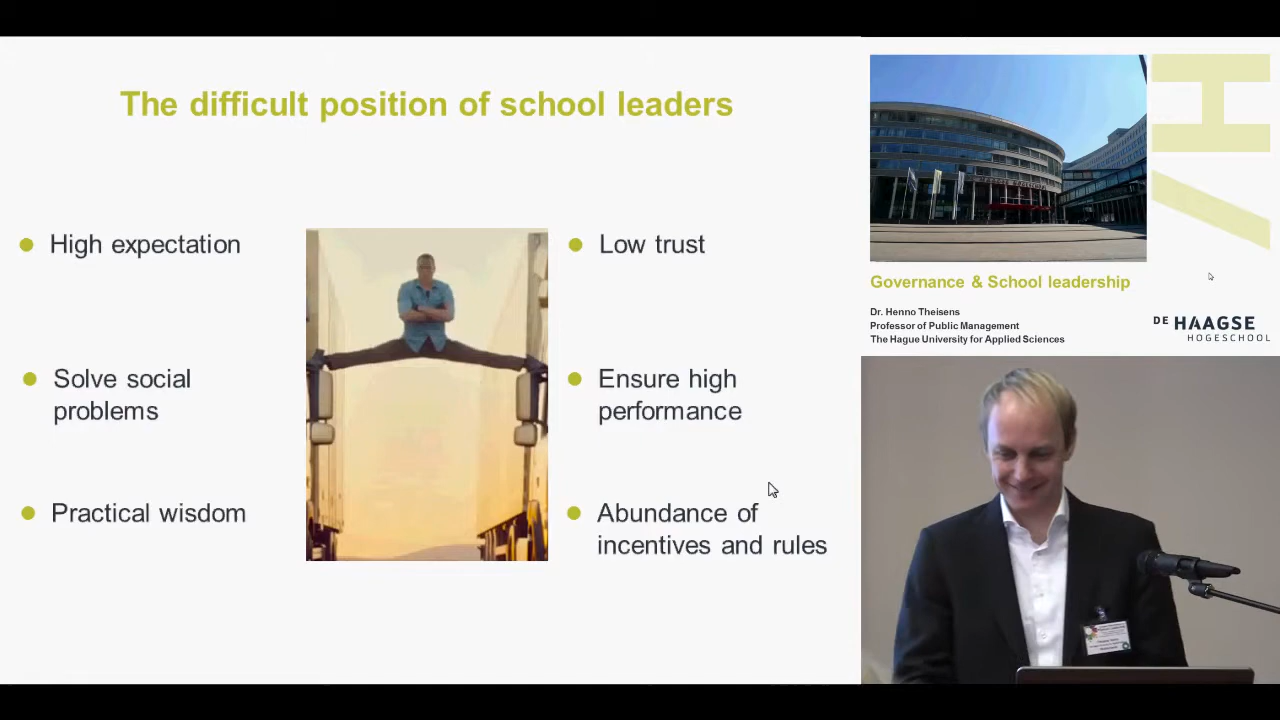 The difficult position of school leaders
High expectation
Low trust
Solve social
problems
Ensure high
performance
Practical wisdom
Abundance of
incentives and rules
Governance & School leadership
Dr. Henno Theisens
Professor of Public Management
The Hague University for Applied Sciences
DE HAAGSE
HOGESCHOOL